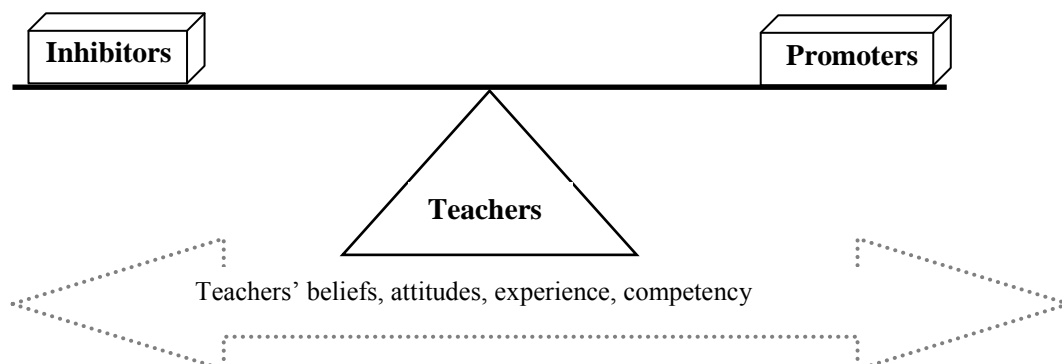 Inhibitors
Promoters
Teachers
Teachers’ beliefs, attitudes, experience, competency